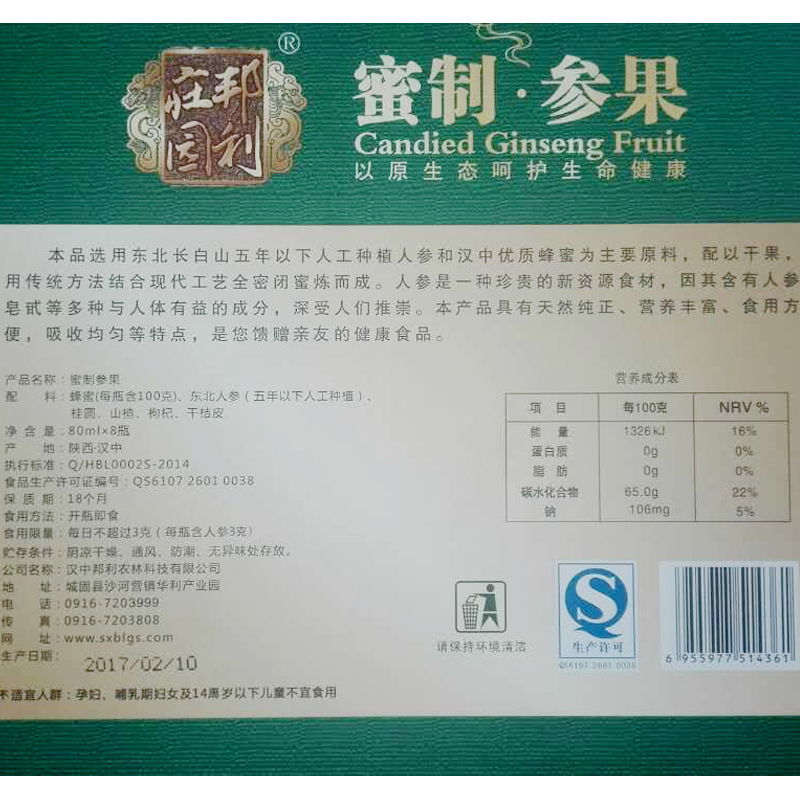 邦利
莊园
®
蜜制·参果
Candied Ginseng Fruit
以原生态呵护生命健康
本品选用东北长白山五年以下人工种植人参和汉中优质蜂蜜为主要原料，配以干果，
用传统方法结合现代工艺全密闭蜜炼而成。人参是一种珍贵的新资源食材，因其含有人参
皂甙等多种与人体有益的成分，深受人们推崇。本产品具有天然纯正、营养丰富、食用方
便，吸收均匀等特点，是您馈赠亲友的健康食品。
产品名称：蜜制参果
配 料：蜂蜜(每瓶含100克)、东北人参（五年以下人工种植）、
桂圆、山楂、枸杞、干桔皮
净含量：80ml×8瓶
产 地：陕西·汉中
执行标准：Q/HBL0002S-2014
食品生产许可证编号：QS6107 2601 0038
保质期：18个月
食用方法：开瓶即食
食用限量：每日不超过3克（每瓶含人参3克）
贮存条件：阴凉干燥、通风、防潮、无异味处存放。
公司名称：汉中邦利农林科技有限公司
地 址：城固县沙河营镇华利产业园
电 话：0916-7203999
传 真：0916-7203808
网 址：www.sxblgs.com
生产日期：2017/02/10
不适宜人群：孕妇、哺乳期妇女及14周岁以下儿童不宜食用
营养成分表
项 目 每100克 NRV %
能 量 1326kJ 16%
蛋白质 0g 0%
脂 肪 0g 0%
碳水化合物 65.0g 22%
钠 106mg 5%
请保持环境清洁
生产许可
QS6107 2601 0038
6 955977 514361